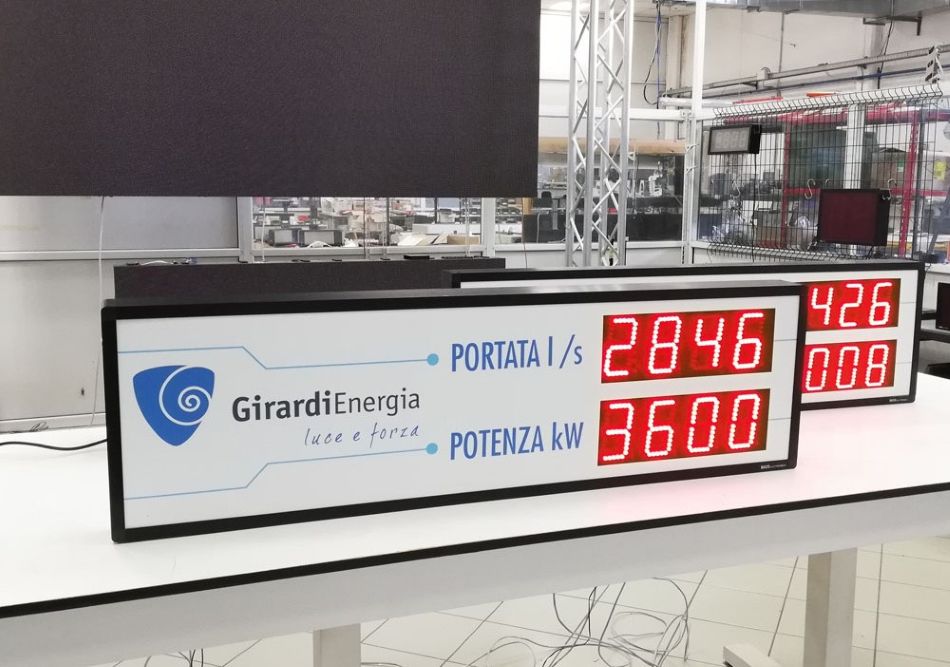 GirardiEnergia
luce e forza
PORTATA l/s
2846
POTENZA kW
3600
426
008